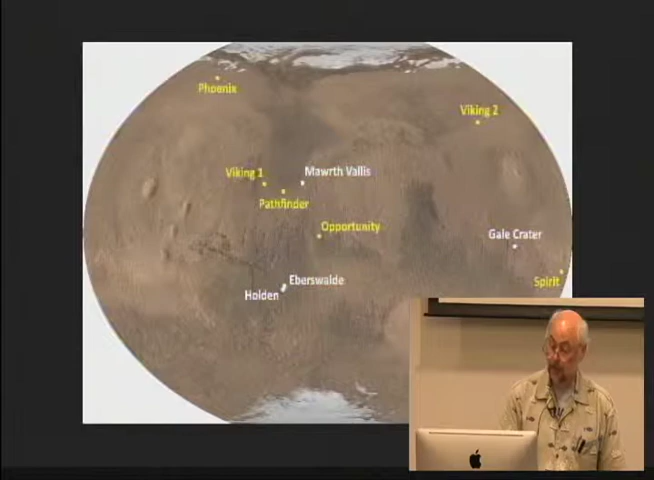 Phoenix
Viking 2
Viking 1
Mawrth Vallis
Pathfinder
Opportunity
Gale Crater
Eberswalde
Holden
Spirit